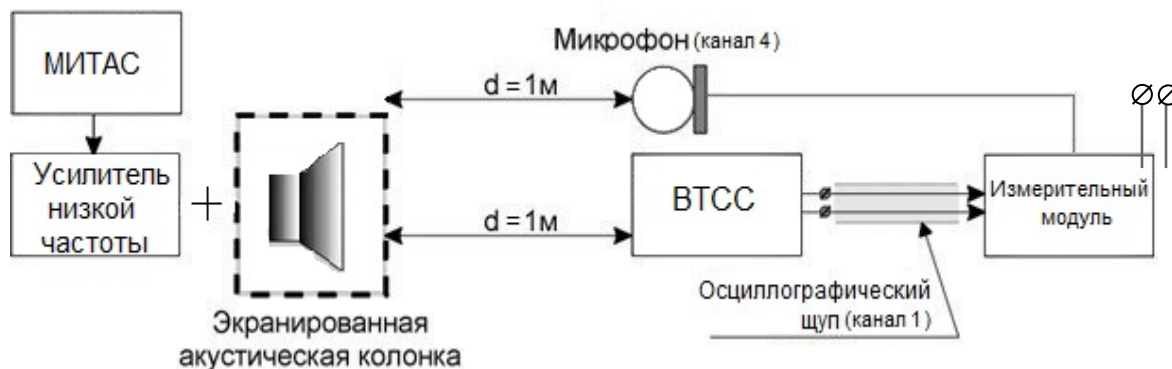 МИТАС
Усилитель
низкой
частоты
Экранированная
акустическая колонка
d = 1м
d = 1м
Микрофон (канал 4)
ВТСС
Осциллографический
щуп (канал 1)
Измерительный
модуль